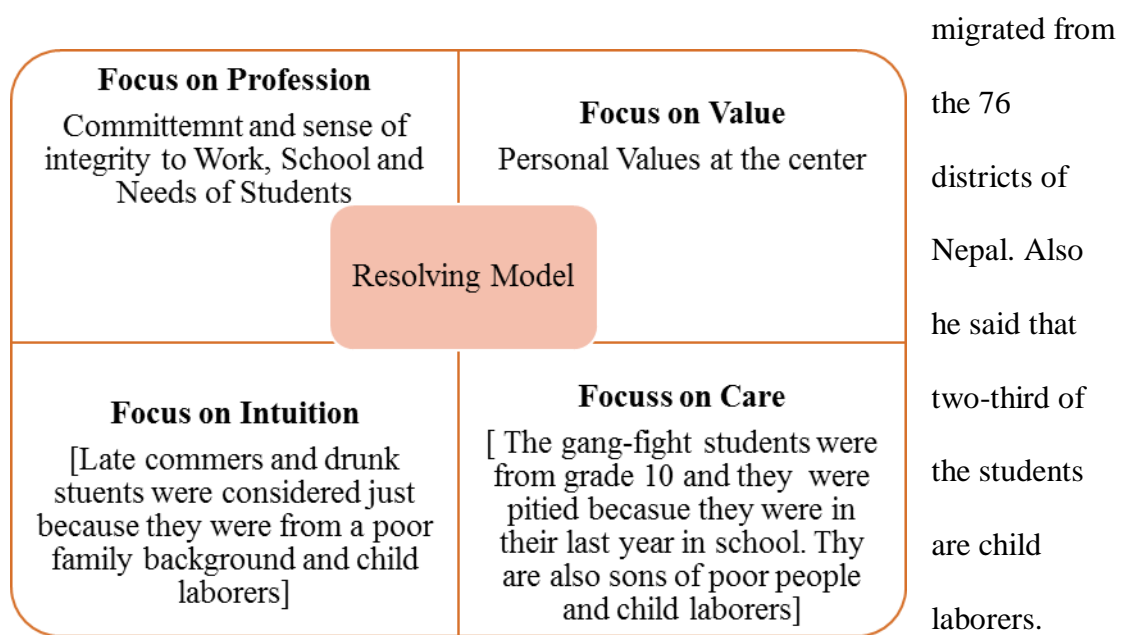 Focus on Profession
Committemnt and sense of
integrity to Work, School and
Needs of Students
Focus on Value
Personal Values at the center
Resolving Model
Focus on Intuition
[Late commers and drunk
stuents were considered just
because they were from a poor
family background and child
laborers]
Focuss on Care
[ The gang-fight students were
from grade 10 and they were
pitied becasue they were in
their last year in school. Thy
are also sons of poor people
and child laborers]
migrated from
the 76
districts of
Nepal. Also
he said that
two-third of
the students
are child
laborers.